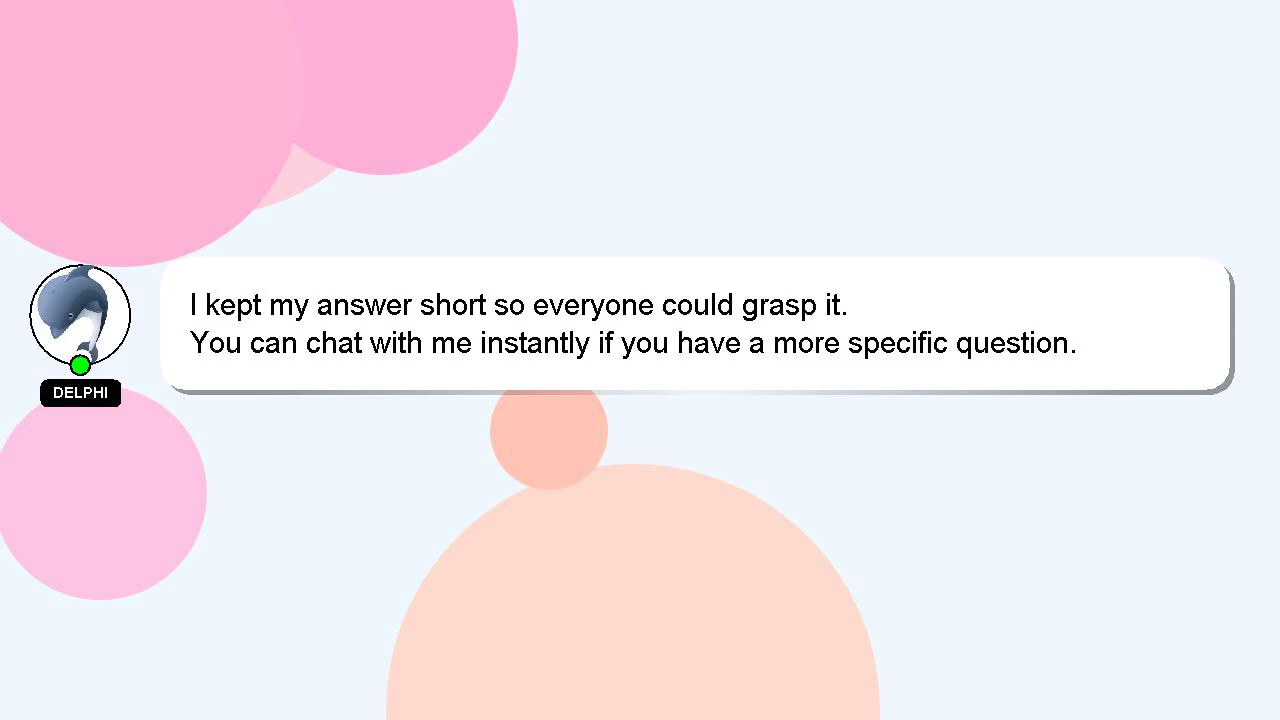 I kept my answer short so everyone could grasp it.
You can chat with me instantly if you have a more specific question.
DELPHI